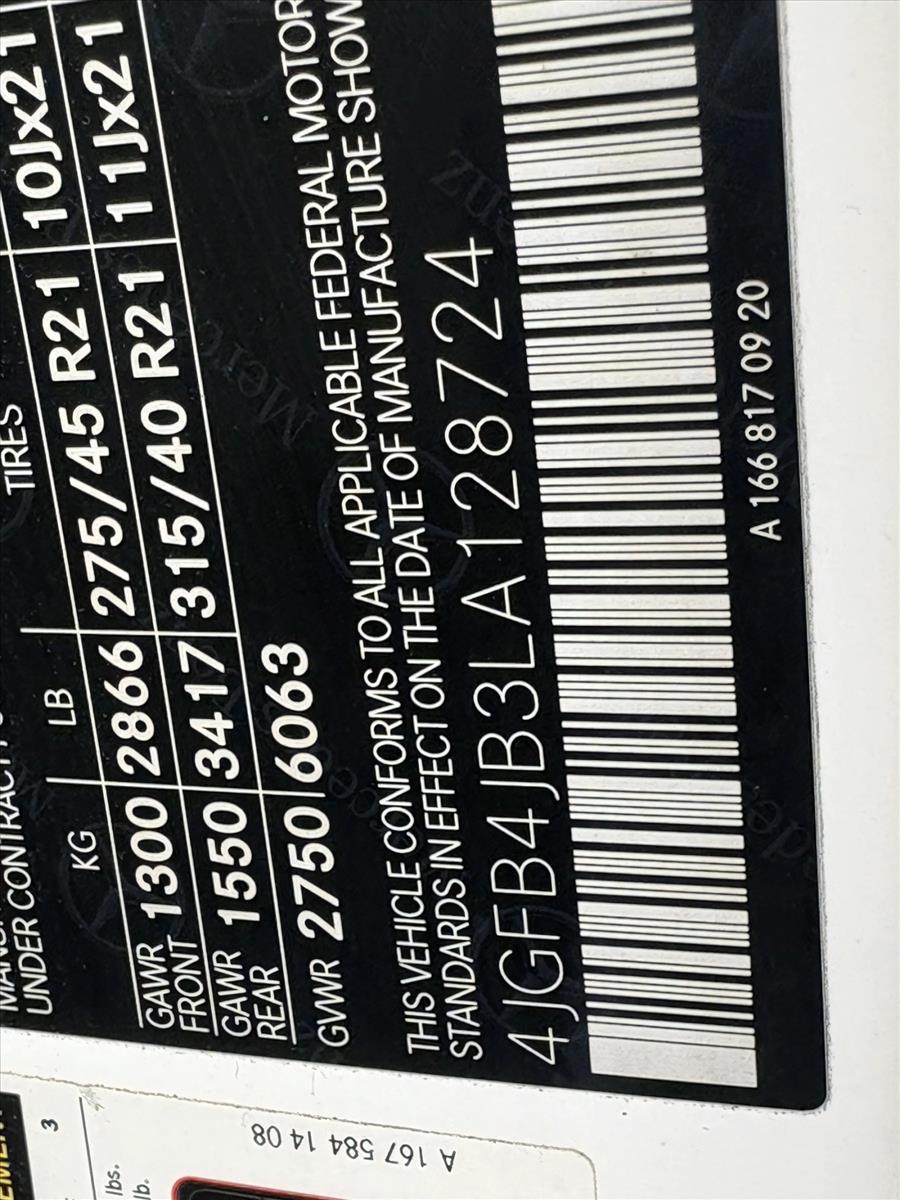 UNDER CONTRACT
KG LB TIRES
GAWR FRONT 1300 2866 275/45 R21 10Jx21
GAWR REAR 1550 3417 315/40 R21 11Jx21
GVWR 2750 6063
THIS VEHICLE CONFORMS TO ALL APPLICABLE FEDERAL MOTOR
STANDARDS IN EFFECT ON THE DATE OF MANUFACTURE SHOW
4JGFB4JB3LA128724
A 166 817 09 20
A 167 584 14 08
3
lbs.
lb.